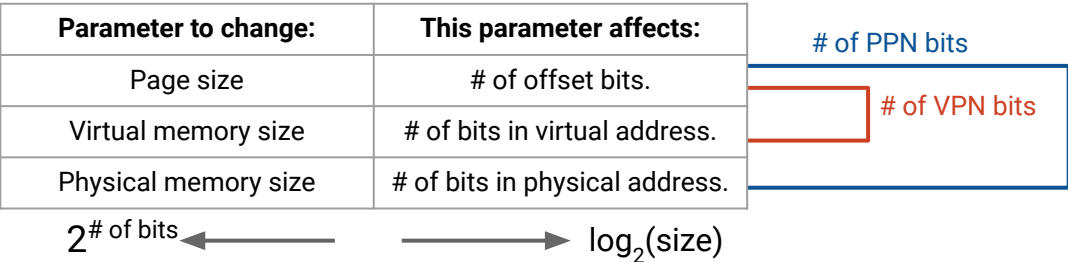 Parameter to change: This parameter affects:
# of PPN bits
Page size # of offset bits.
# of VPN bits
Virtual memory size # of bits in virtual address.
Physical memory size # of bits in physical address.
2^# of bits log₂(size)